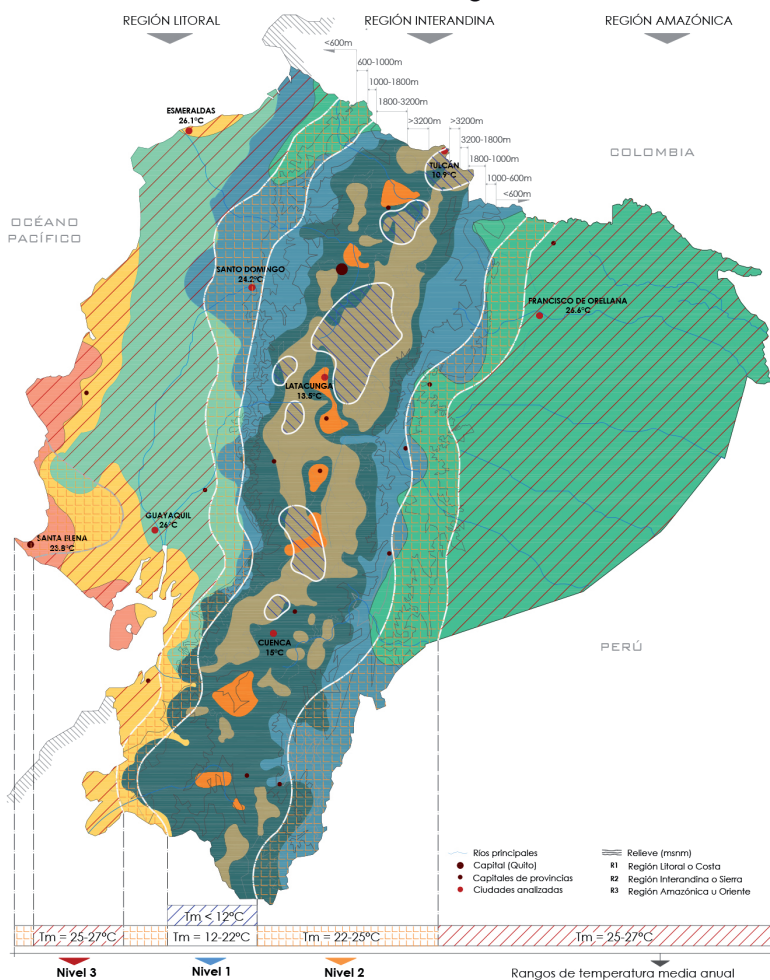 REGIÓN LITORAL
REGIÓN INTERANDINA
REGIÓN AMAZÓNICA
<600m
600-1000m
1000-1800m
1800-3200m
>3200m
>3200m
3200-1800m
1800-1000m
1000-600m
<600m
ESMERALDAS
26.1°C
TULCÁN
10.9°C
COLOMBIA
OCÉANO
PACÍFICO
SANTO DOMINGO
24.2°C
FRANCISCO DE ORELLANA
26.6°C
LATACUNGA
13.5°C
GUAYAQUIL
26°C
SANTA ELENA
23.8°C
CUENCA
15°C
PERÚ
Ríos principales
Capital (Quito)
Capitales de provincias
Ciudades analizadas
Relieve (msnm)
R1 Región Litoral o Costa
R2 Región Interandina o Sierra
R3 Región Amazónica u Oriente
Tm < 12°C
Tm = 25-27°C
Tm = 12-22°C
Tm = 22-25°C
Tm = 25-27°C
Nivel 3
Nivel 1
Nivel 2
Rangos de temperatura media anual